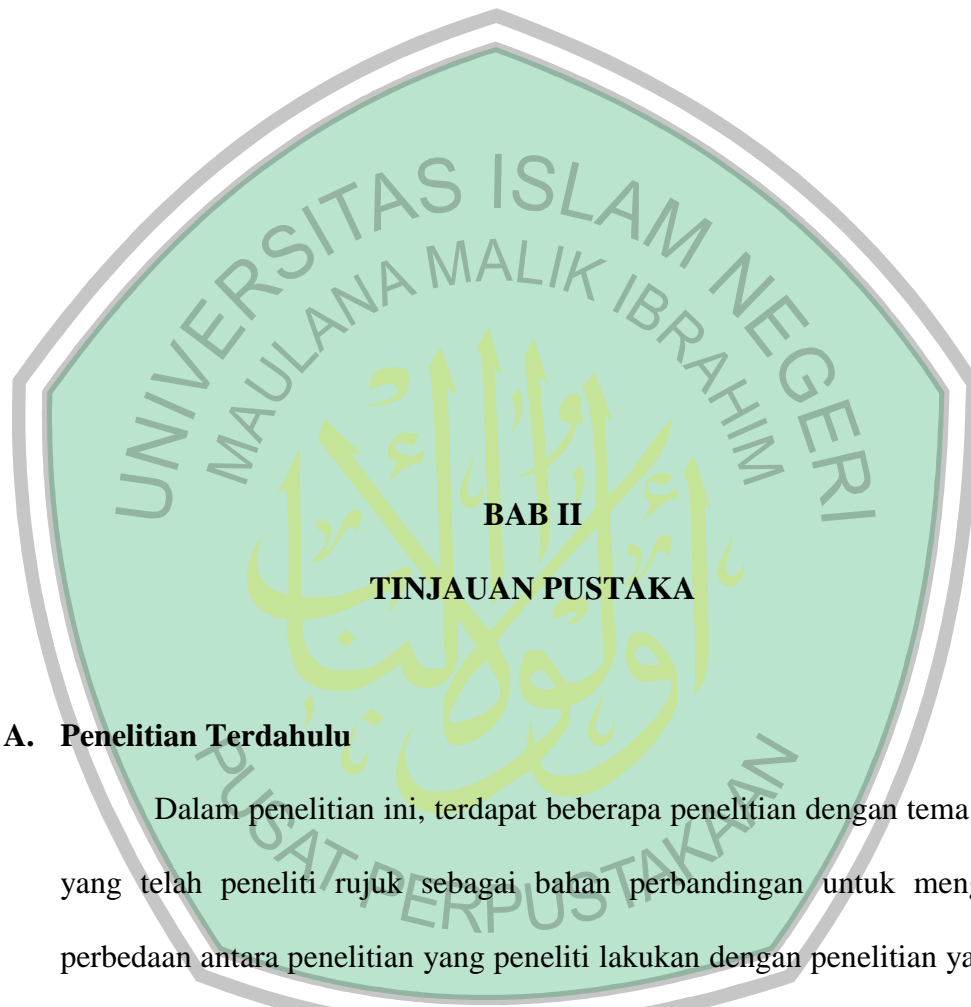 UNIVERSITAS ISLAM NEGERI
MAULANA MALIK IBRAHIM
أولوا الألباب
BAB II
TINJAUAN PUSTAKA
A. Penelitian Terdahulu
Dalam penelitian ini, terdapat beberapa penelitian dengan tema
yang telah peneliti rujuk sebagai bahan perbandingan untuk
perbedaan antara penelitian yang peneliti lakukan dengan penelitian
PUSAT PERPUSTAKAAN